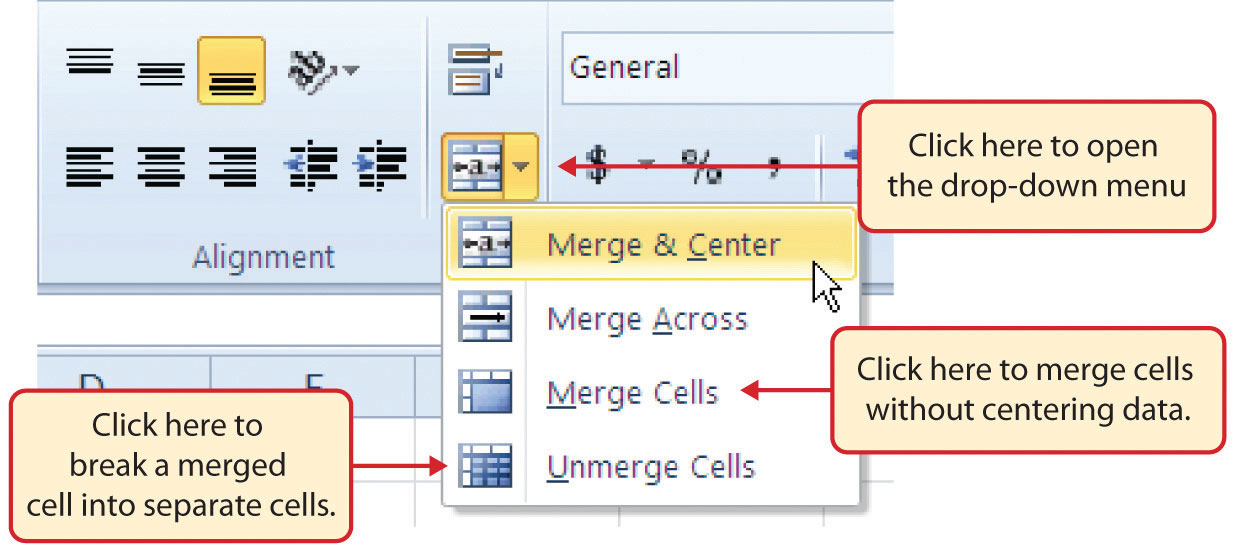 General
$ % ,
Click here to open
the drop-down menu
Alignment
Merge & Center
Merge Across
Merge Cells
Unmerge Cells
Click here to merge cells
without centering data.
D
Click here to
break a merged
cell into separate cells.